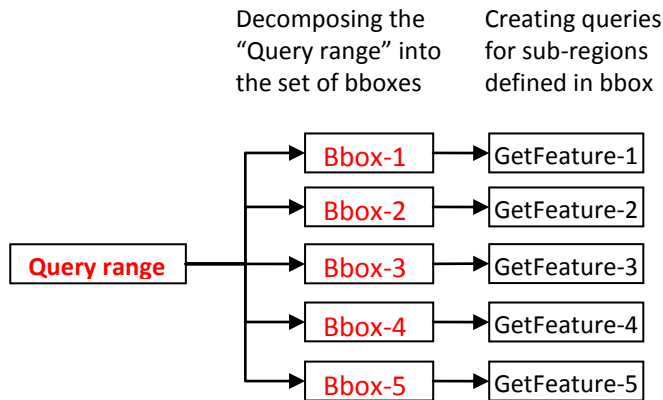 Decomposing the
“Query range” into
the set of bboxes
Creating queries
for sub-regions
defined in bbox
Query range
Bbox-1
GetFeature-1
Bbox-2
GetFeature-2
Bbox-3
GetFeature-3
Bbox-4
GetFeature-4
Bbox-5
GetFeature-5